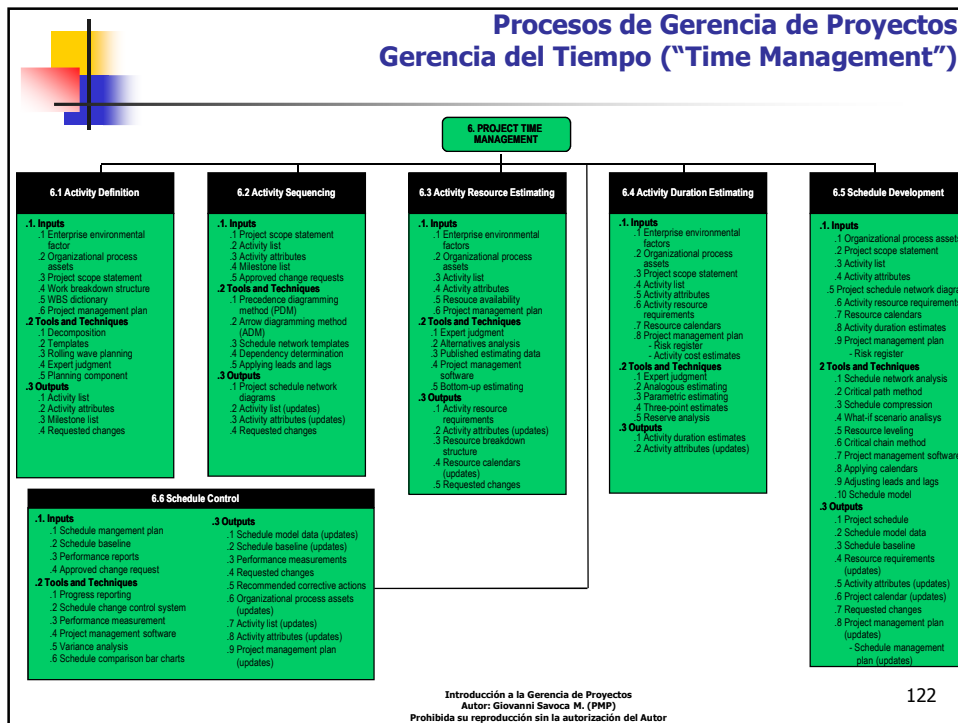 Procesos de Gerencia de Proyectos
Gerencia del Tiempo (“Time Management”)
6. PROJECT TIME
MANAGEMENT
6.1 Activity Definition
.1. Inputs
.1 Enterprise environmental
factor
.2 Organizational process
assets
.3 Project scope statement
.4 Work breakdown structure
.5 WBS dictionary
.6 Project management plan
.2 Tools and Techniques
.1 Decomposition
.2 Templates
.3 Rolling wave planning
.4 Expert judgment
.5 Planning component
.3 Outputs
.1 Activity list
.2 Activity attributes
.3 Milestone list
.4 Requested changes
6.2 Activity Sequencing
.1. Inputs
.1 Project scope statement
.2 Activity list
.3 Activity attributes
.4 Milestone list
.5 Approved change requests
.2 Tools and Techniques
.1 Precedence diagramming
method (PDM)
.2 Arrow diagramming method
(ADM)
.3 Schedule network templates
.4 Dependency determination
.5 Applying leads and lags
.3 Outputs
.1 Project schedule network
diagrams
.2 Activity list (updates)
.3 Activity attributes (updates)
.4 Requested changes
6.3 Activity Resource Estimating
.1. Inputs
.1 Enterprise environmental
factors
.2 Organizational process
assets
.3 Activity list
.4 Activity attributes
.5 Resouce availability
.6 Project management plan
.2 Tools and Techniques
.1 Expert judgment
.2 Alternatives analysis
.3 Published estimating data
.4 Project management
software
.5 Bottom-up estimating
.3 Outputs
.1 Activity resource
requirements
.2 Activity attributes (updates)
.3 Resource breakdown
structure
.4 Resource calendars
(updates)
.5 Requested changes
6.4 Activity Duration Estimating
.1. Inputs
.1 Enterprise environmental
factors
.2 Organizational process
assets
.3 Project scope statement
.4 Activity list
.5 Activity attributes
.6 Activity resource
requirements
.7 Resource calendars
.8 Project management plan
- Risk register
- Activity cost estimates
.2 Tools and Techniques
.1 Expert judgment
.2 Analogous estimating
.3 Parametric estimating
.4 Three-point estimates
.5 Reserve analysis
.3 Outputs
.1 Activity duration estimates
.2 Activity attributes (updates)
6.5 Schedule Development
.1. Inputs
.1 Organizational process assets
.2 Project scope statement
.3 Activity list
.4 Activity attributes
.5 Project schedule network diagra
.6 Activity resource requirements
.7 Resource calendars
.8 Activity duration estimates
.9 Project management plan
- Risk register
2 Tools and Techniques
.1 Schedule network analysis
.2 Critical path method
.3 Schedule compression
.4 What-if scenario analisys
.5 Resource leveling
.6 Critical chain method
.7 Project management software
.8 Applying calendars
.9 Adjusting leads and lags
.10 Schedule model
.3 Outputs
.1 Project schedule
.2 Schedule model data
.3 Schedule baseline
.4 Resource requirements
(updates)
.5 Activity attributes (updates)
.6 Project calendar (updates)
.7 Requested changes
.8 Project management plan
(updates)
- Schedule management
plan (updates)
6.6 Schedule Control
.1. Inputs
.1 Schedule mangement plan
.2 Schedule baseline
.3 Performance reports
.4 Approved change request
.2 Tools and Techniques
.1 Progress reporting
.2 Schedule change control system
.3 Performance measurement
.4 Project management software
.5 Variance analysis
.6 Schedule comparison bar charts
.3 Outputs
.1 Schedule model data (updates)
.2 Schedule baseline (updates)
.3 Performance measurements
.4 Requested changes
.5 Recommended corrective actions
.6 Organizational process assets
(updates)
.7 Activity list (updates)
.8 Activity attributes (updates)
.9 Project management plan
(updates)
Introducción a la Gerencia de Proyectos
Autor: Giovanni Savoca M. (PMP)
Prohibida su reproducción sin la autorización del Autor
122